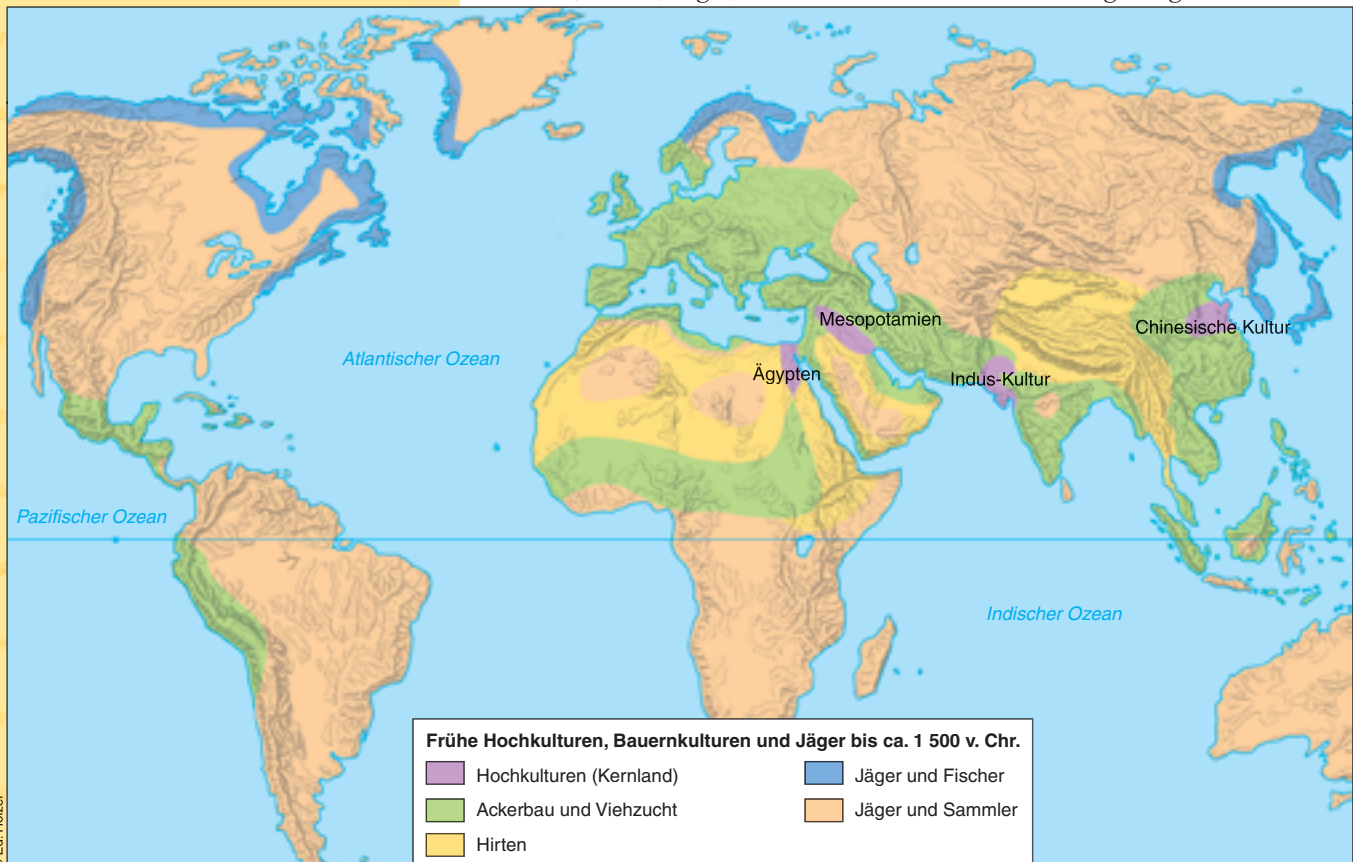 Mesopotamien
Chinesische Kultur
Atlantischer Ozean
Ägypten
Indus-Kultur
Pazifischer Ozean
Indischer Ozean
Frühe Hochkulturen, Bauernkulturen und Jäger bis ca. 1 500 v. Chr.
Hochkulturen (Kernland)
Ackerbau und Viehzucht
Hirten
Jäger und Fischer
Jäger und Sammler